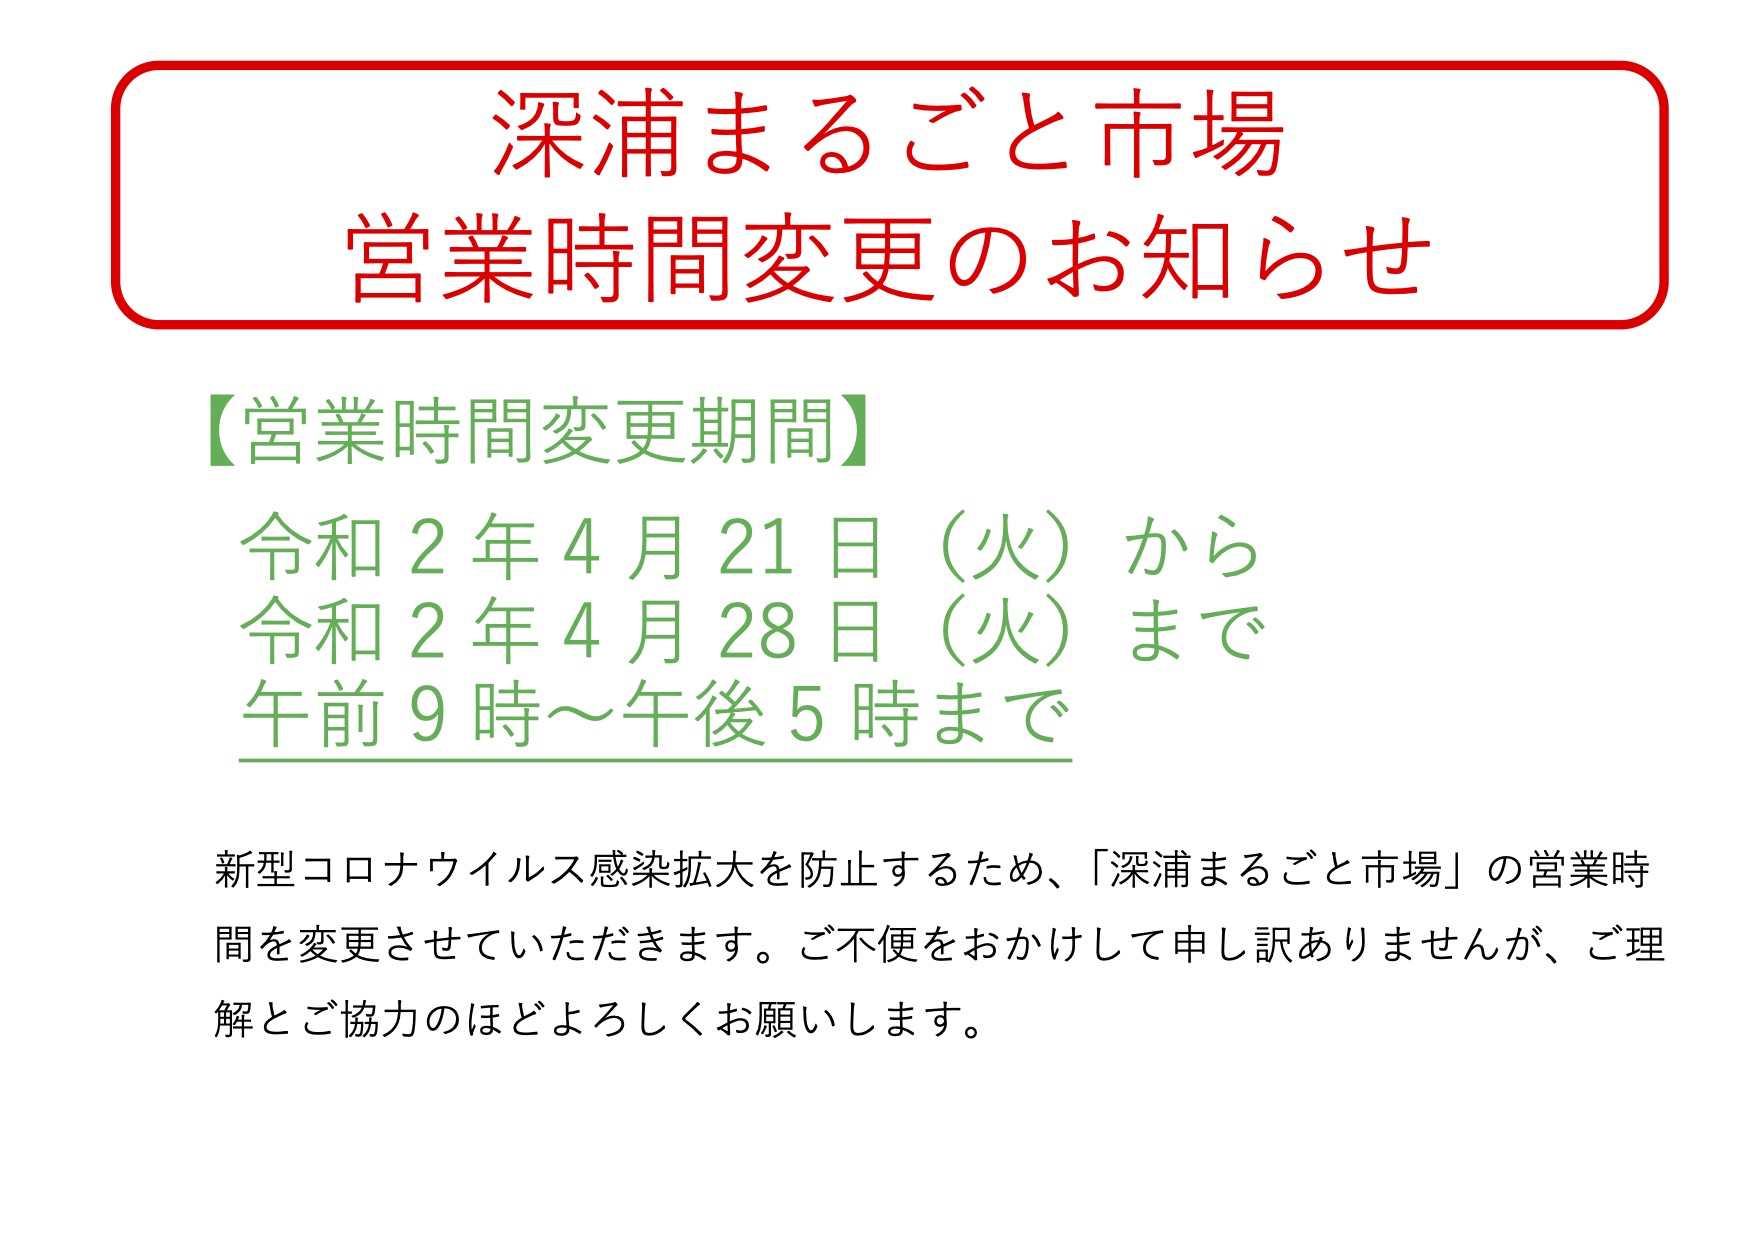 深浦まるごと市場
営業時間変更のお知らせ
【営業時間変更期間】
令和2年4月21日（火）から
令和2年4月28日（火）まで
午前9時～午後5時まで
新型コロナウイルス感染拡大を防止するため、「深浦まるごと市場」の営業時
間を変更させていただきます。ご不便をおかけして申し訳ありませんが、ご理
解とご協力のほどよろしくお願いします。